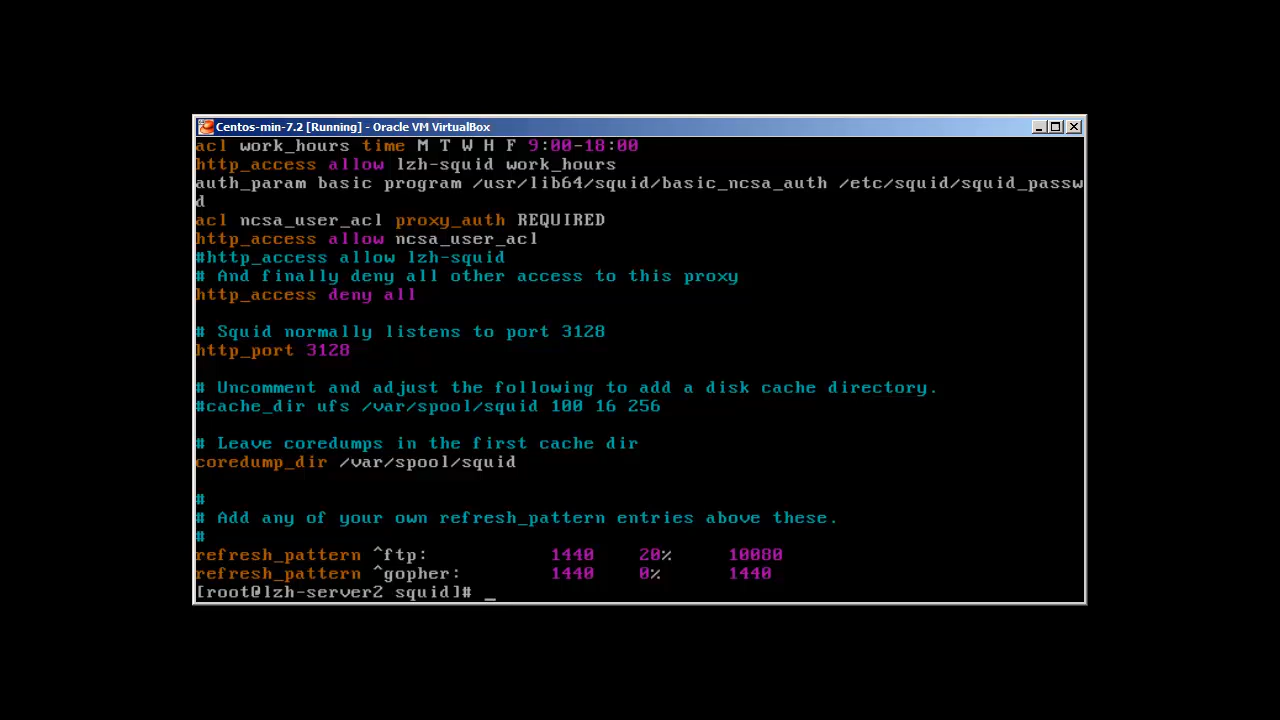 Centos-min-7.2 [Running] - Oracle VM VirtualBox
acl work_hours time M T W H F 9:00-18:00
http_access allow lzh-squid work_hours
auth_param basic program /usr/lib64/squid/basic_ncsa_auth /etc/squid/squid_passw
d
acl ncsa_user_acl proxy_auth REQUIRED
http_access allow ncsa_user_acl
#http_access allow lzh-squid
# And finally deny all other access to this proxy
http_access deny all
# Squid normally listens to port 3128
http_port 3128
# Uncomment and adjust the following to add a disk cache directory.
#cache_dir ufs /var/spool/squid 100 16 256
# Leave coredumps in the first cache dir
coredump_dir /var/spool/squid
#
# Add any of your own refresh_pattern entries above these.
#
refresh_pattern ^ftp: 1440 20% 10080
refresh_pattern ^gopher: 1440 0% 1440
[root@lzh-server2 squid]# _